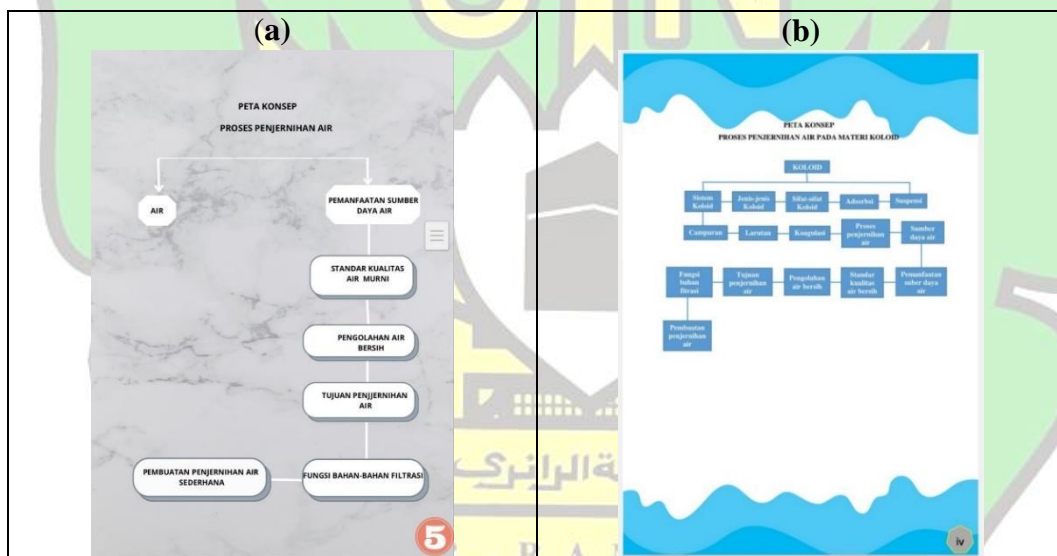 (a)
PETA KONSEP
PROSES PENJERNIHAN AIR
AIR
PEMANFAATAN SUMBER
DAYA AIR
STANDAR KUALITAS
AIR MURNI
PENGOLAHAN AIR
BERSIH
TUJUAN PENJJERNIHAN
AIR
PEMBUATAN PENJERNIHAN AIR
SEDERHANA
FUNGSI BAHAN-BAHAN FILTRASI
5
(b)
PETA KONSEP
PROSES PENJERNIHAN AIR PADA MATERI KOLOID
KOLOID
Sistem
Koloid
Jenis-jenis
Koloid
Sifat-sifat
Koloid
Adsorbsi
Suspensi
Campuran
Larutan
Koagulasi
Proses
penjernihan
air
Sumber
daya air
Fungsi
bahan
fitrasi
Tujuan
penjernihan
air
Pengolahan
air bersih
Standar
kualitas
air bersih
Pemanfaatan
suber daya
air
Pembuatan
penjernihan
air
iv
الرانري